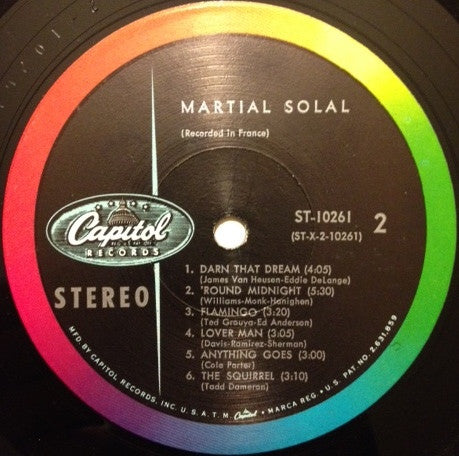 MARTIAL SOLAL
(Recorded in France)
ST-10261
2
(ST-X-2-10261)
Capitol
RECORDS
STEREO
1. DARN THAT DREAM (4:05)
(James Van Heusen-Eddie DeLange)
2. 'ROUND MIDNIGHT (5:30)
(Williams-Monk-Hanighen)
3. FLAMINGO (3:20)
(Ted Grouya-Ed Anderson)
4. LOVER MAN (3:05)
(Davis-Ramirez-Sherman)
5. ANYTHING GOES (3:00)
(Cole Porter)
6. THE SQUIRREL (3:10)
(Tadd Dameron)
MFD. BY CAPITOL RECORDS, INC. U.S.A. T.M. Capitol • MARCA REG. • U.S. PAT. NO. 2,631,859